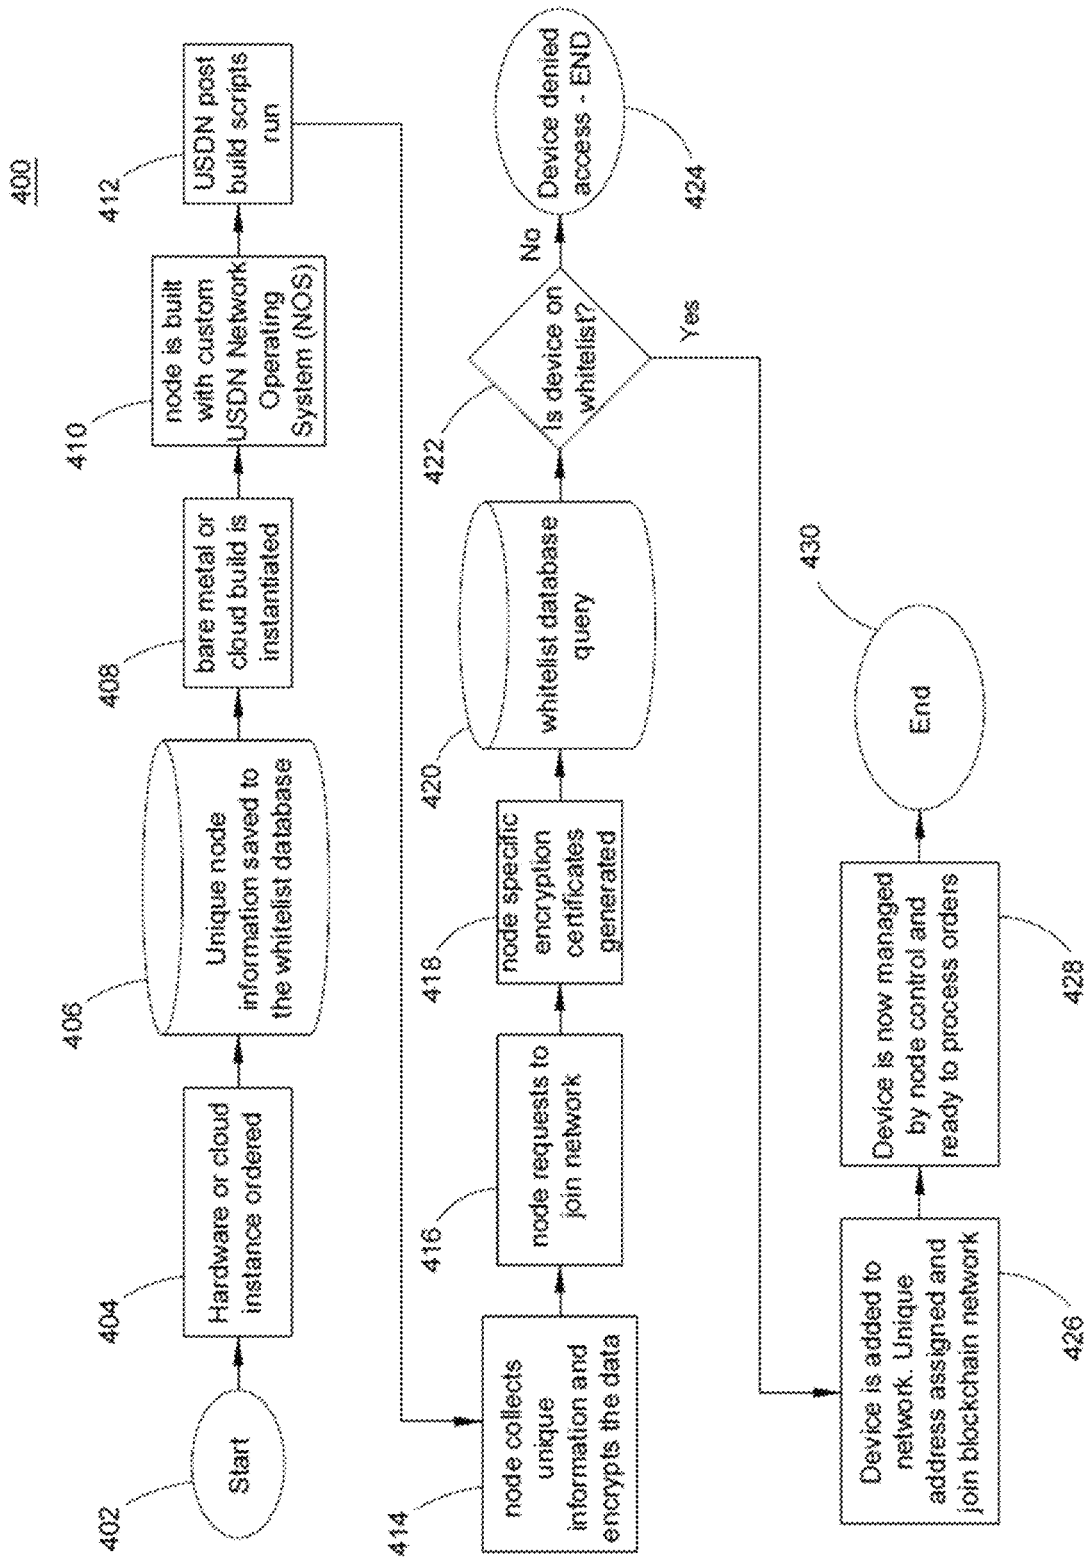 400
402
Start
404
Hardware or cloud
instance ordered
406
Unique node
information saved to
the whitelist database
408
bare metal or
cloud build is
instantiated
410
node is built
with custom
USDN Network
Operating
System (NOS)
412
USDN post
build scripts
run
414
node collects
unique
information and
encrypts the data
416
node requests to
join network
418
node specific
encryption
certificates
generated
420
whitelist database
query
422
Is device on
whitelist?
No
Device denied
access - END
424
Yes
Device is added to
network. Unique
address assigned and
join blockchain network
426
Device is now managed
by node control and
ready to process orders
428
End
430